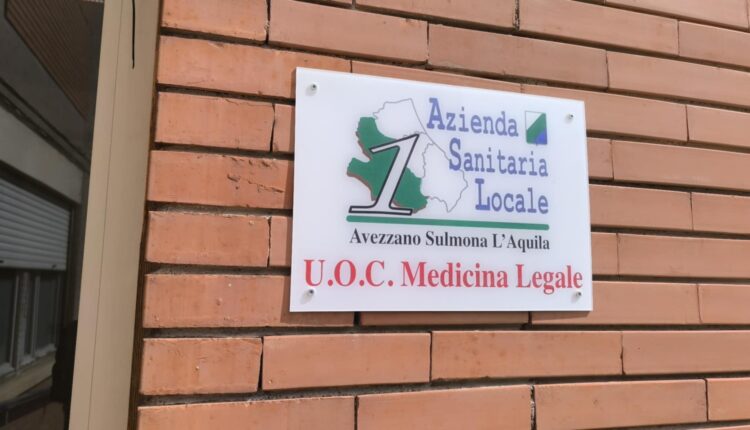 1
Azienda
Sanitaria
Locale
Avezzano Sulmona L'Aquila
U.O.C. Medicina Legale